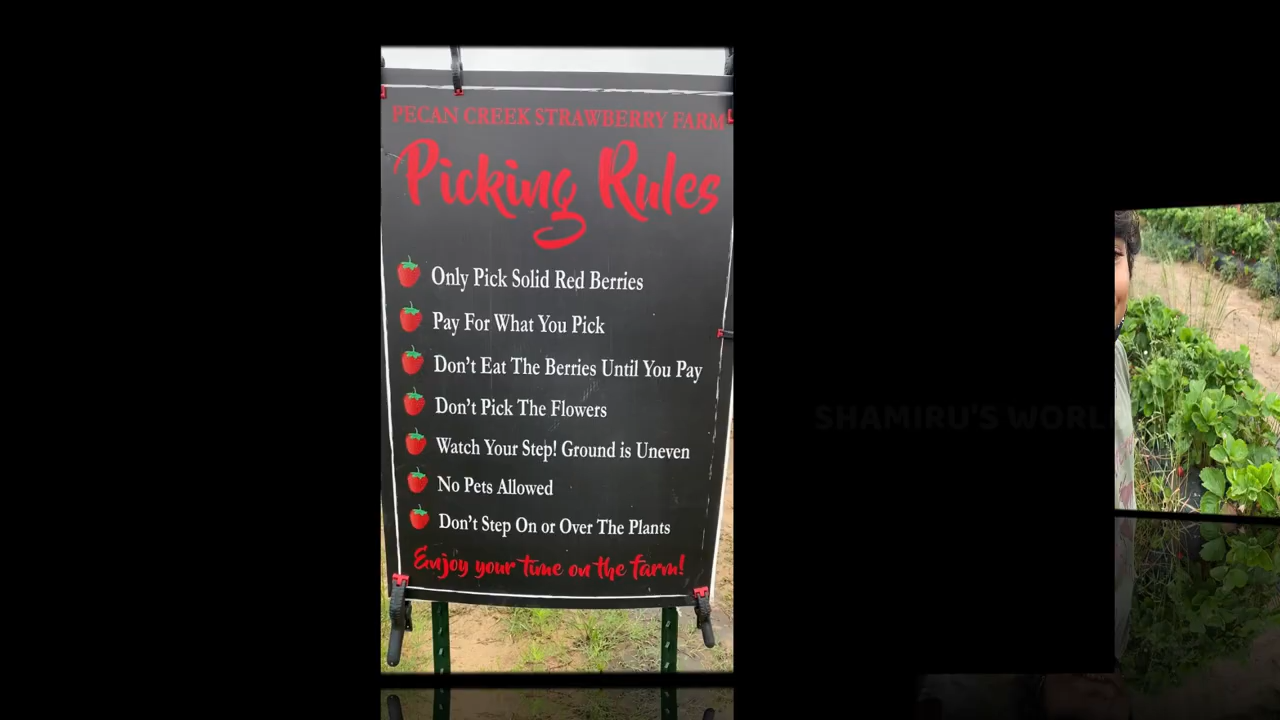 PECAN CREEK STRAWBERRY FARM
Picking Rules
Only Pick Solid Red Berries
Pay For What You Pick
Don't Eat The Berries Until You Pay
Don't Pick The Flowers
Watch Your Step! Ground is Uneven
No Pets Allowed
Don't Step On or Over The Plants
Enjoy your time on the farm!
SHAMIRU'S WORL